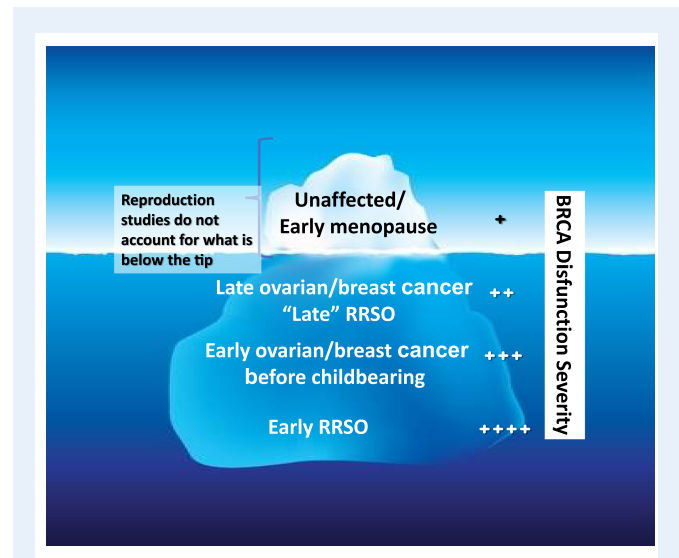 Unaffected/
Early menopause
+
Reproduction
studies do not
account for what is
below the tip
Late ovarian/breast cancer
“Late” RRSO
++
Early ovarian/breast cancer
before childbearing
+++
Early RRSO
++++
BRCA Disfunction Severity